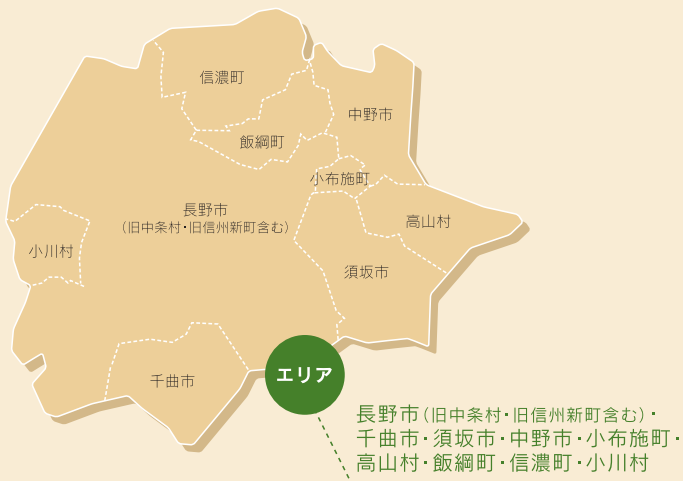 信濃町
中野市
飯綱町
小布施町
長野市
(旧中条村・旧信州新町含む)
高山村
小川村
須坂市
千曲市
エリア
長野市(旧中条村・旧信州新町含む)・
千曲市・須坂市・中野市・小布施町・
高山村・飯綱町・信濃町・小川村